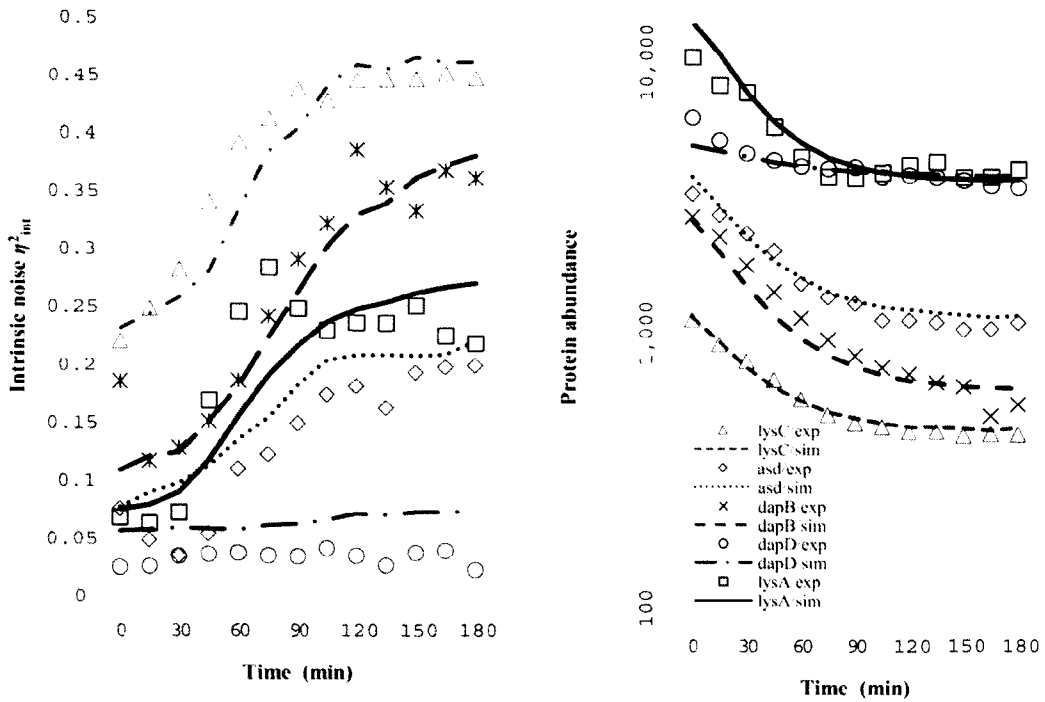 0.5
0.45
0.4
0.35
0.3
0.25
0.2
0.15
0.1
0.05
0
Intrinsic noise η²int
0 30 60 90 120 150 180
Time (min)
10,000
1,000
100
Protein abundance
lysC exp
lysC sim
asd exp
asd sim
dapB exp
dapB sim
dapD exp
dapD sim
lysA exp
lysA sim
0 30 60 90 120 150 180
Time (min)